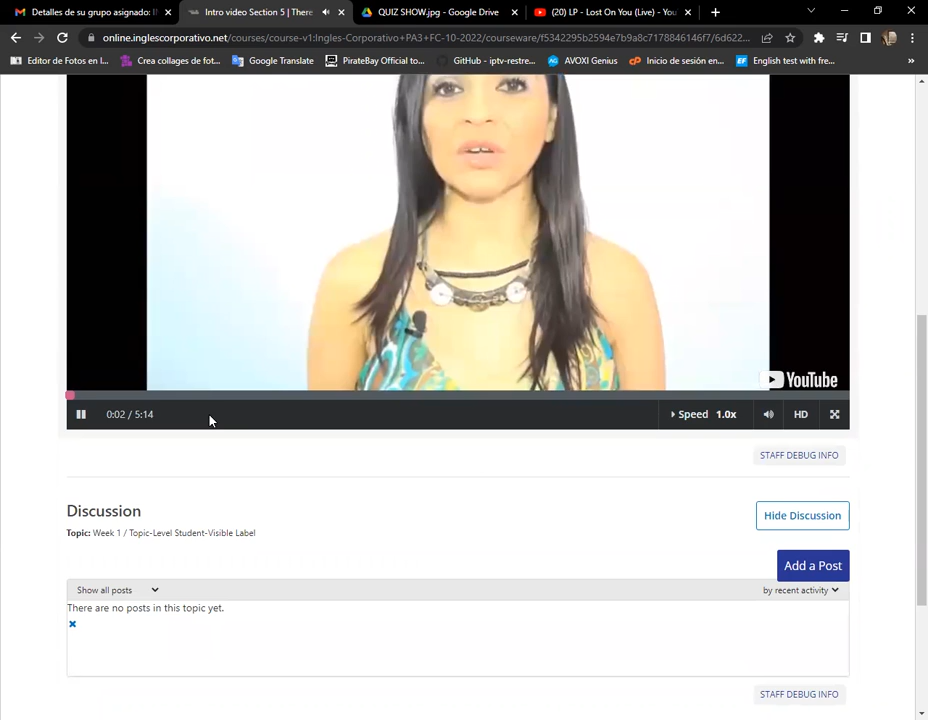 Detalles de su grupo asignado: I
Intro video Section 5 | There
QUIZ SHOW.jpg - Google Drive
(20) LP - Lost On You (Live) - You
online.inglescorporativo.net/courses/course-v1:Ingles-Corporativo+PA3+FC-10-2022/courseware/f5342295b2594e7b9a8c7178846146f7/6d622...
Editor de Fotos en l...
Crea collages de fot...
Google Translate
PirateBay Official to...
GitHub - iptv-restre...
AVOXI Genius
Inicio de sesión en...
English test with fre...
YouTube
0:02 / 5:14
Speed 1.0x
HD
STAFF DEBUG INFO
Discussion
Hide Discussion
Topic: Week 1 / Topic-Level Student-Visible Label
Add a Post
Show all posts
by recent activity
There are no posts in this topic yet.
STAFF DEBUG INFO